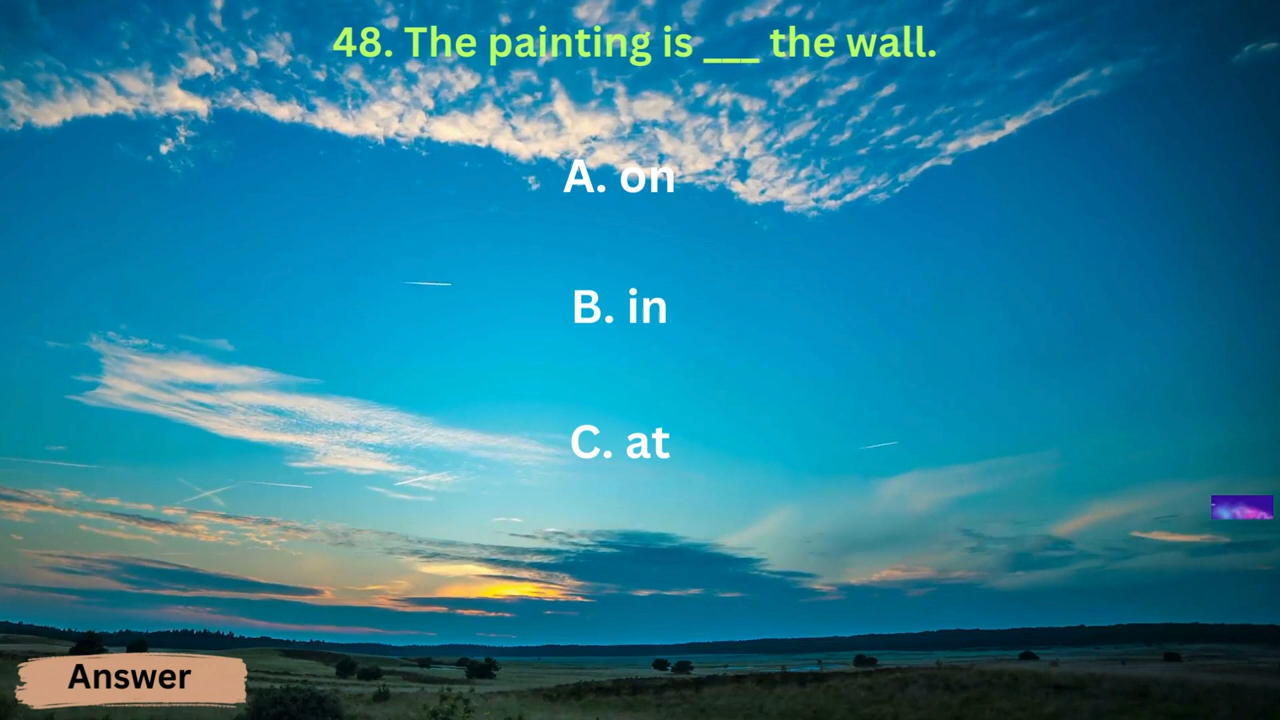 48. The painting is ___ the wall.
A. on
B. in
C. at
Answer